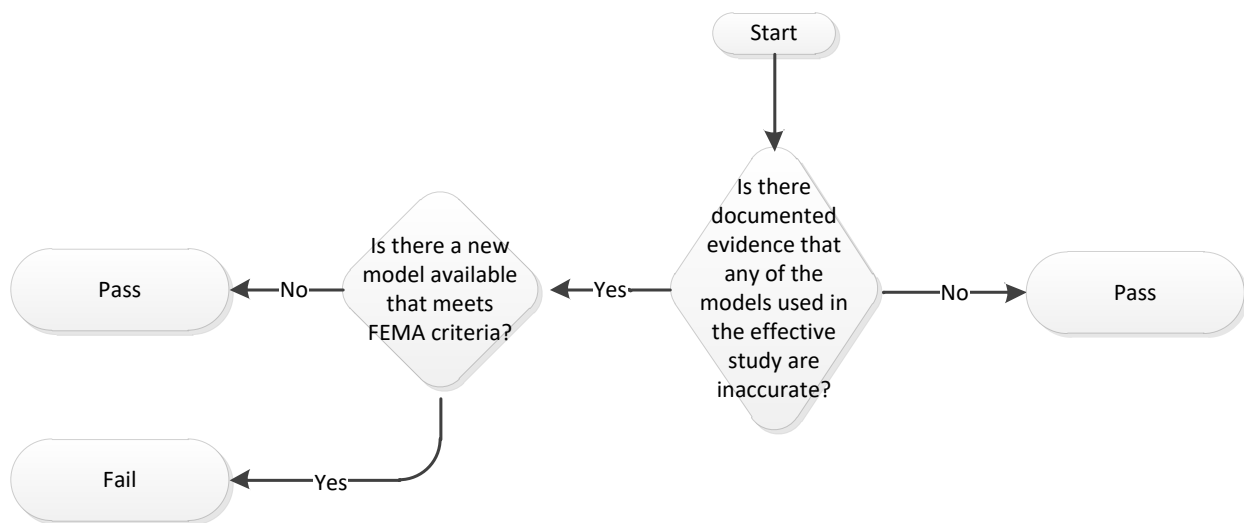 Start
Is there
documented
evidence that
any of the
models used in
the effective
study are
inaccurate?
Yes
No
Pass
Is there a new
model available
that meets
FEMA criteria?
No
Pass
Yes
Fail